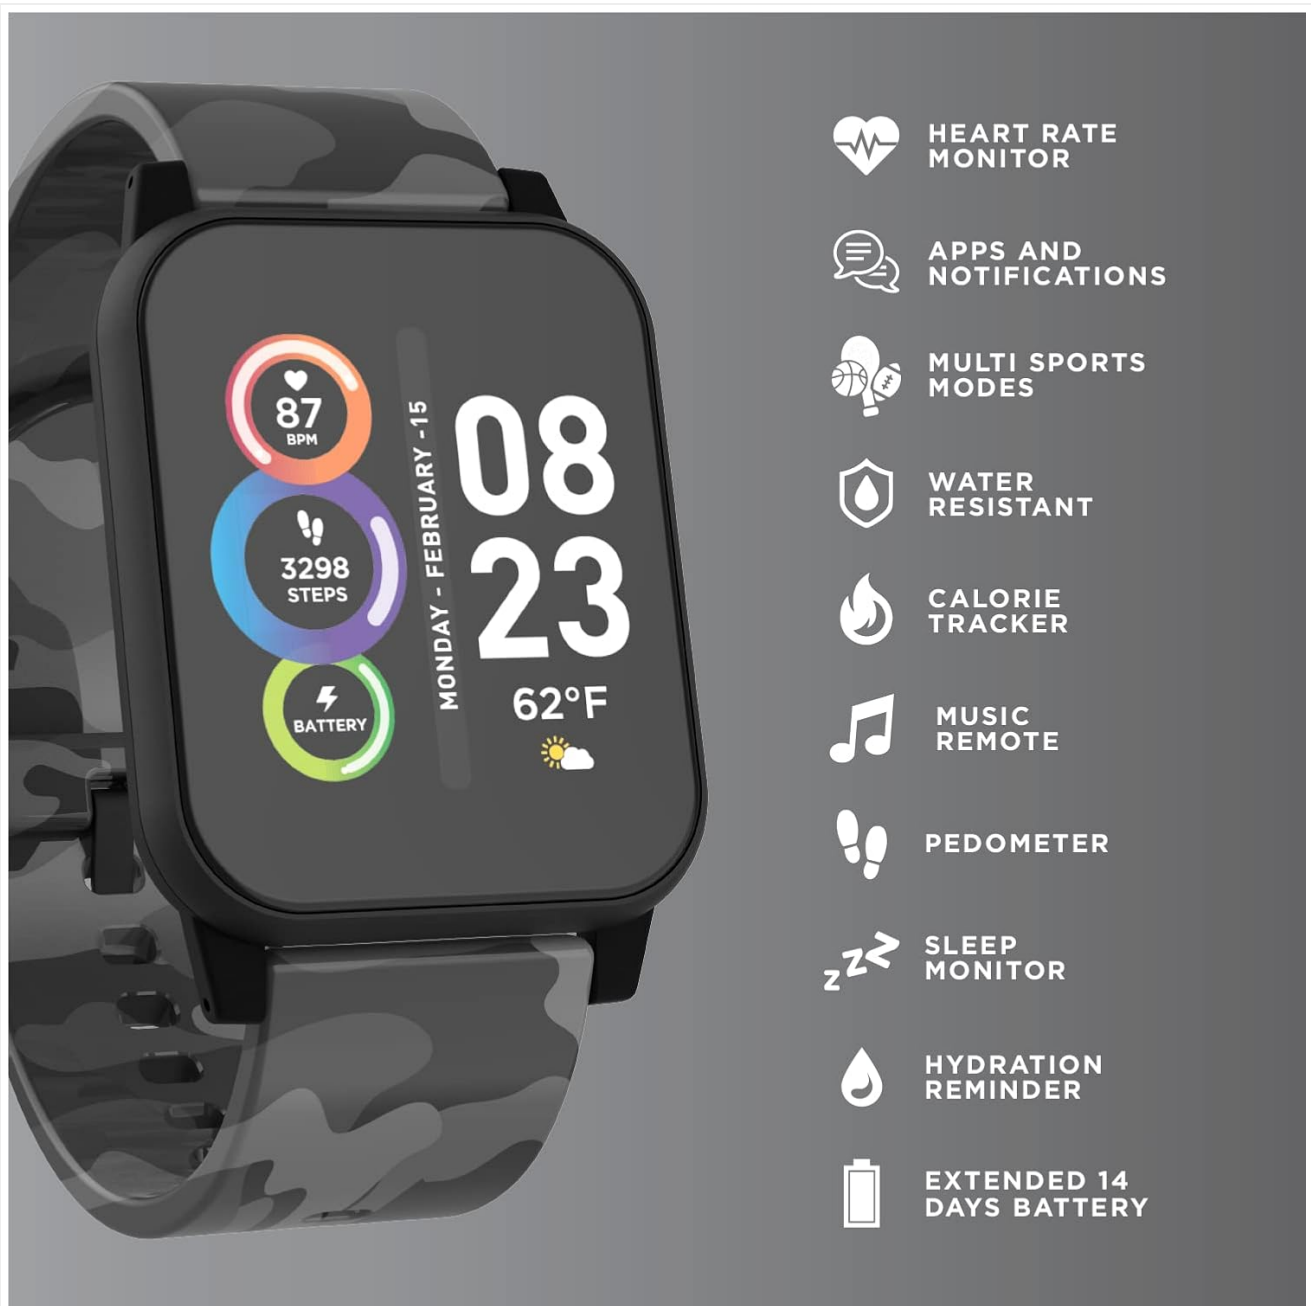 87
BPM
3298
STEPS
BATTERY
MONDAY - FEBRUARY -15
08
23
62°F
HEART RATE
MONITOR
APPS AND
NOTIFICATIONS
MULTI SPORTS
MODES
WATER
RESISTANT
CALORIE
TRACKER
MUSIC
REMOTE
PEDOMETER
zzZ
SLEEP
MONITOR
HYDRATION
REMINDER
EXTENDED 14
DAYS BATTERY